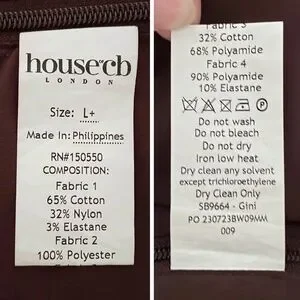 house of cb
LONDON
Size: L+
Made In: Philippines
RN#150550
COMPOSITION:
Fabric 1
65% Cotton
32% Nylon
3% Elastane
Fabric 2
100% Polyester
Fabric 3
32% Cotton
68% Polyamide
Fabric 4
90% Polyamide
10% Elastane
Do not wash
Do not bleach
Do not dry
Iron low heat
Dry clean any solvent
except trichloroethylene
Dry Clean Only
SB9664 - Gini
PO 230723BW09MM
009